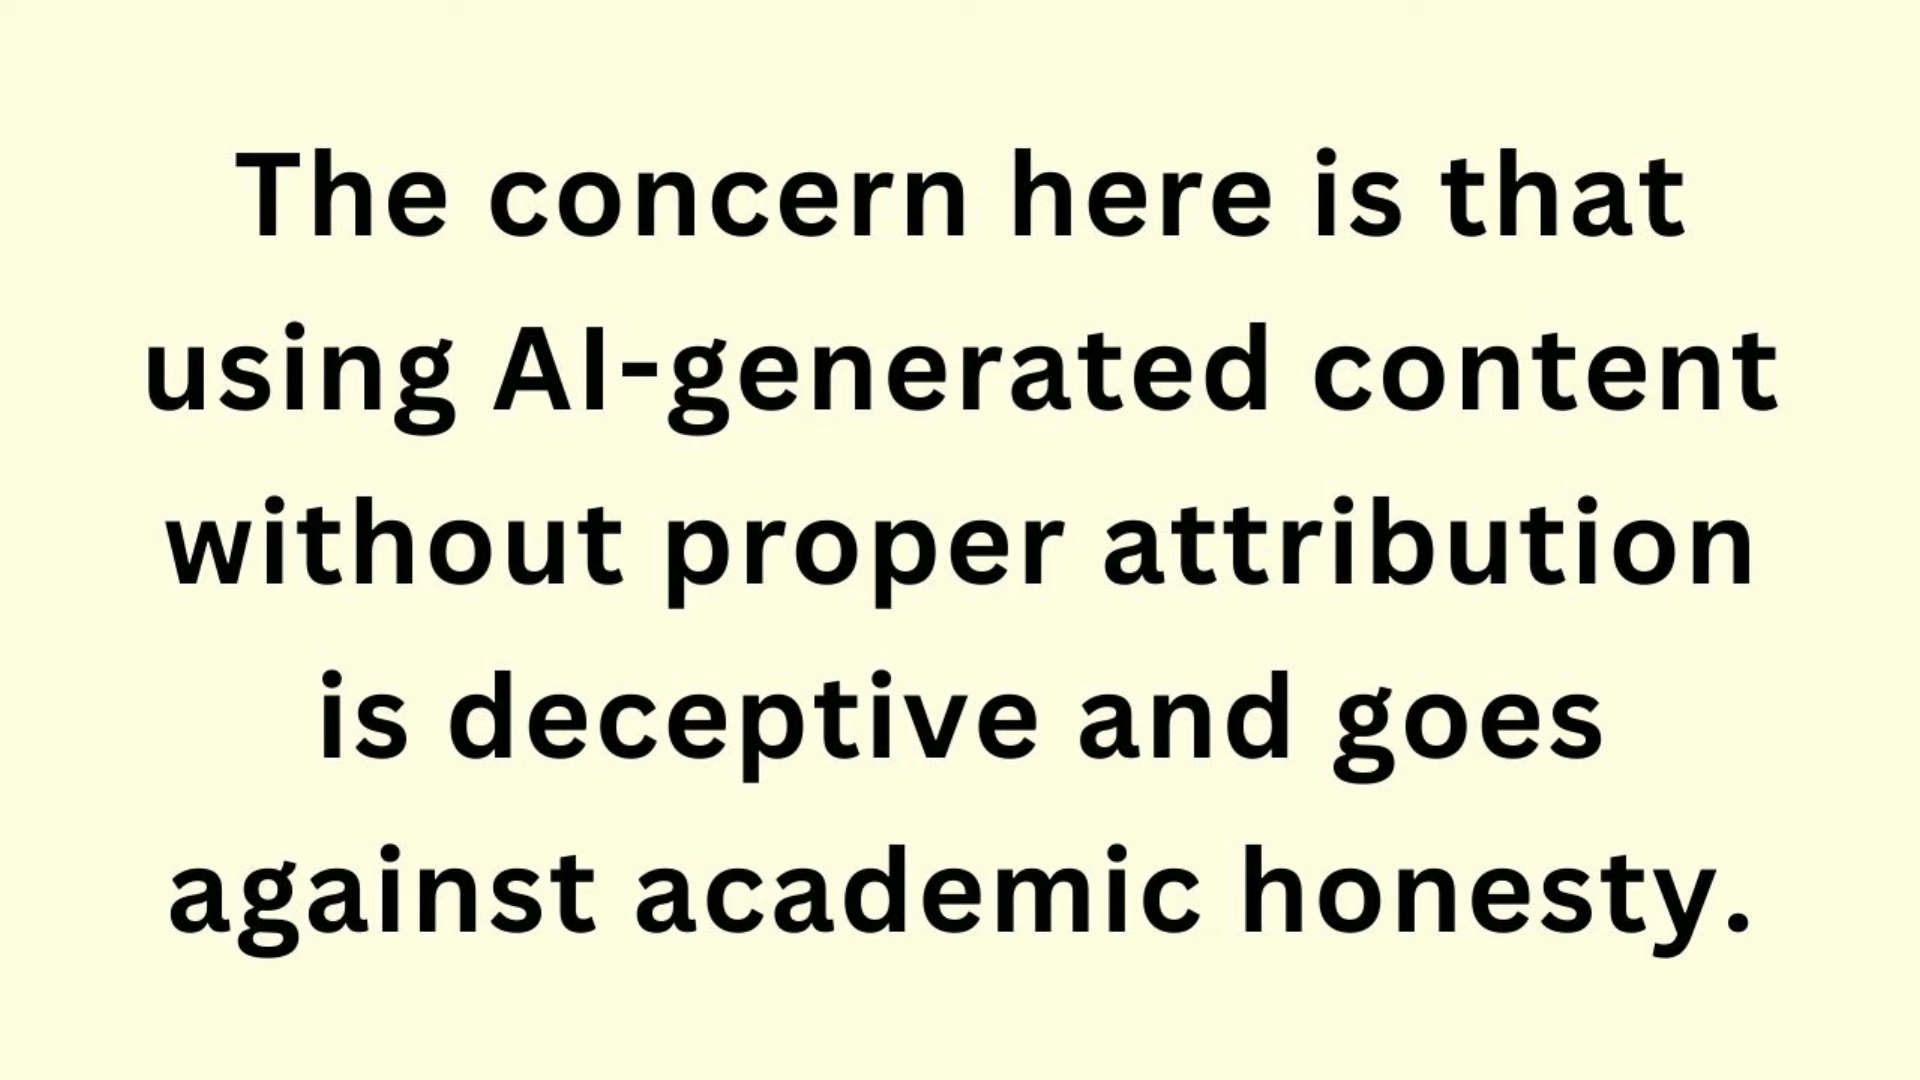 The concern here is that
using AI-generated content
without proper attribution
is deceptive and goes
against academic honesty.